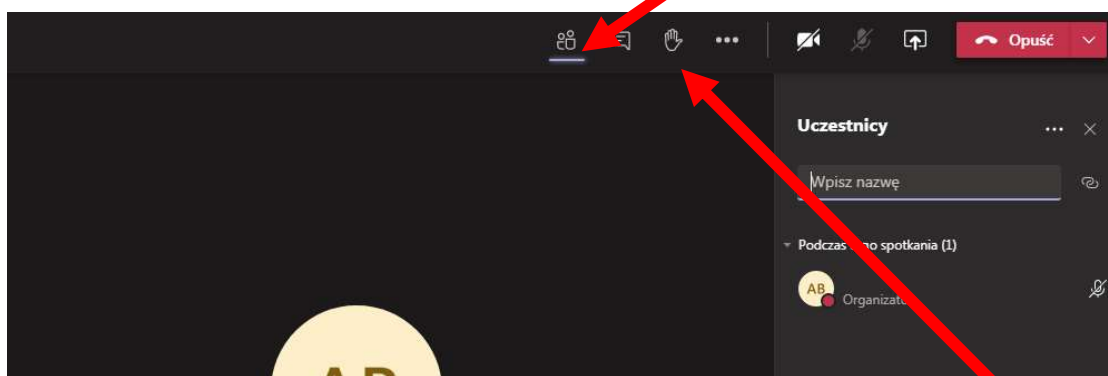 Opuść
Uczestnicy
Wpisz nazwę
Podczas spotkania (1)
AB